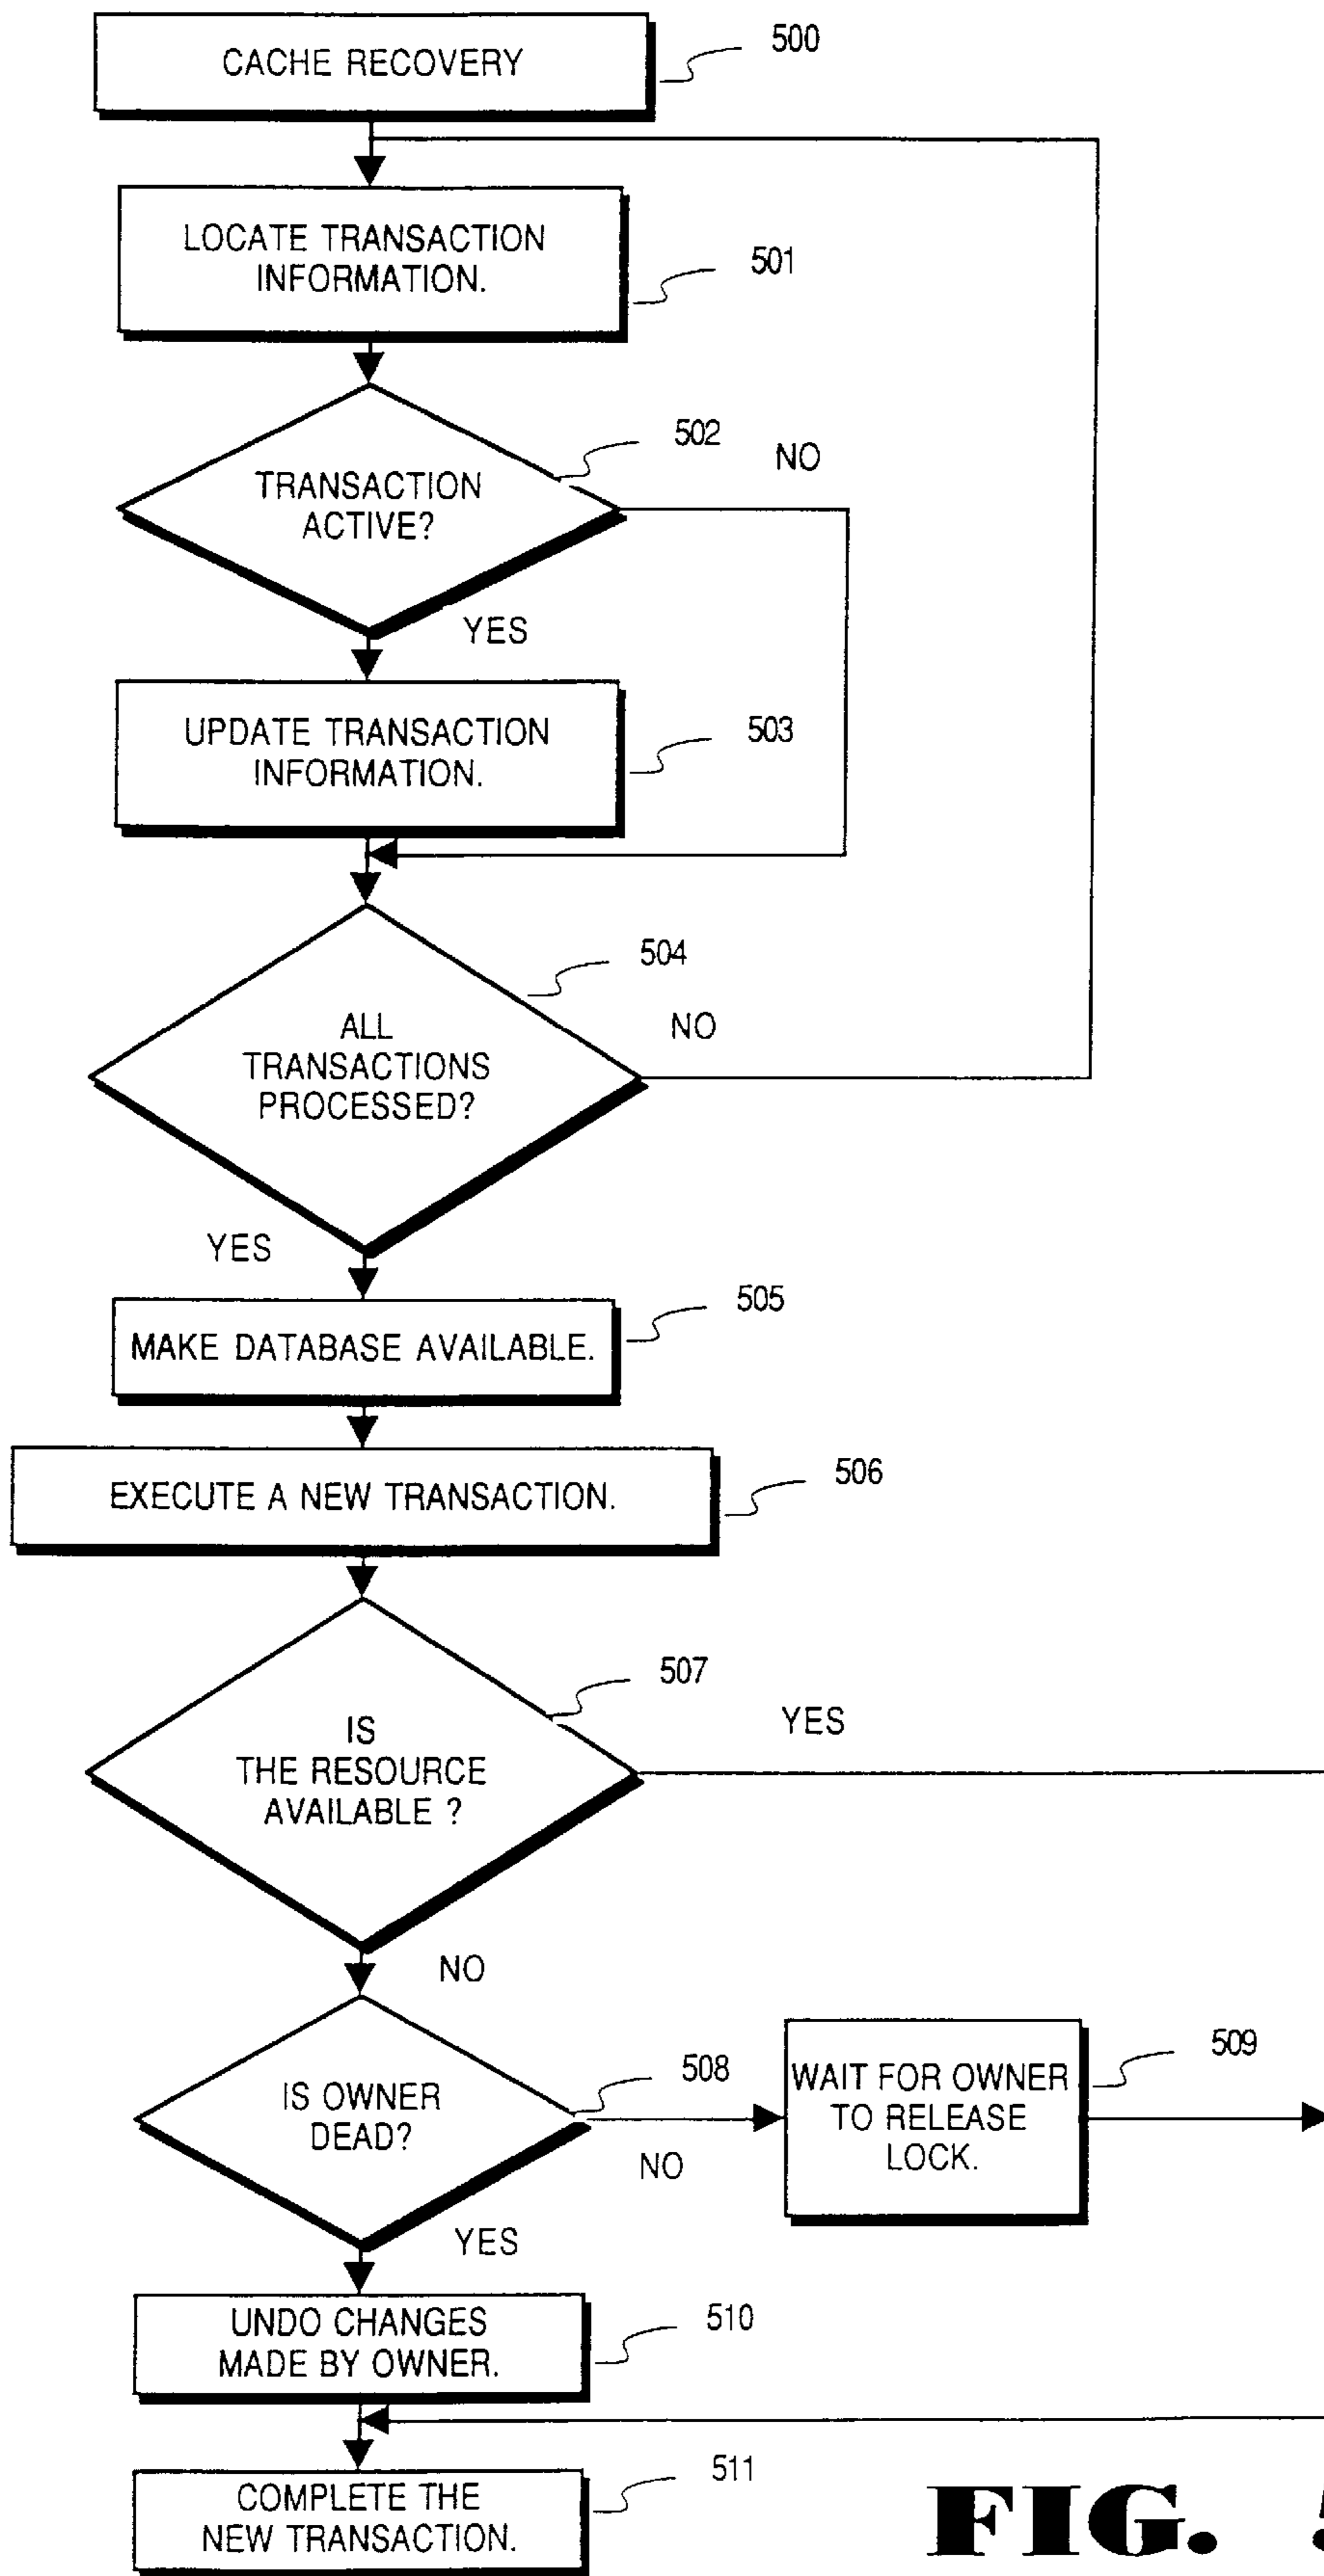 CACHE RECOVERY
500
LOCATE TRANSACTION
INFORMATION.
501
502
NO
TRANSACTION
ACTIVE?
YES
UPDATE TRANSACTION
INFORMATION.
503
504
ALL
TRANSACTIONS
PROCESSED?
NO
YES
505
MAKE DATABASE AVAILABLE.
506
EXECUTE A NEW TRANSACTION.
507
YES
IS
THE RESOURCE
AVAILABLE ?
NO
508
IS OWNER
DEAD?
NO
WAIT FOR OWNER
TO RELEASE
LOCK.
509
YES
UNDO CHANGES
MADE BY OWNER.
510
511
COMPLETE THE
NEW TRANSACTION.
FIG.